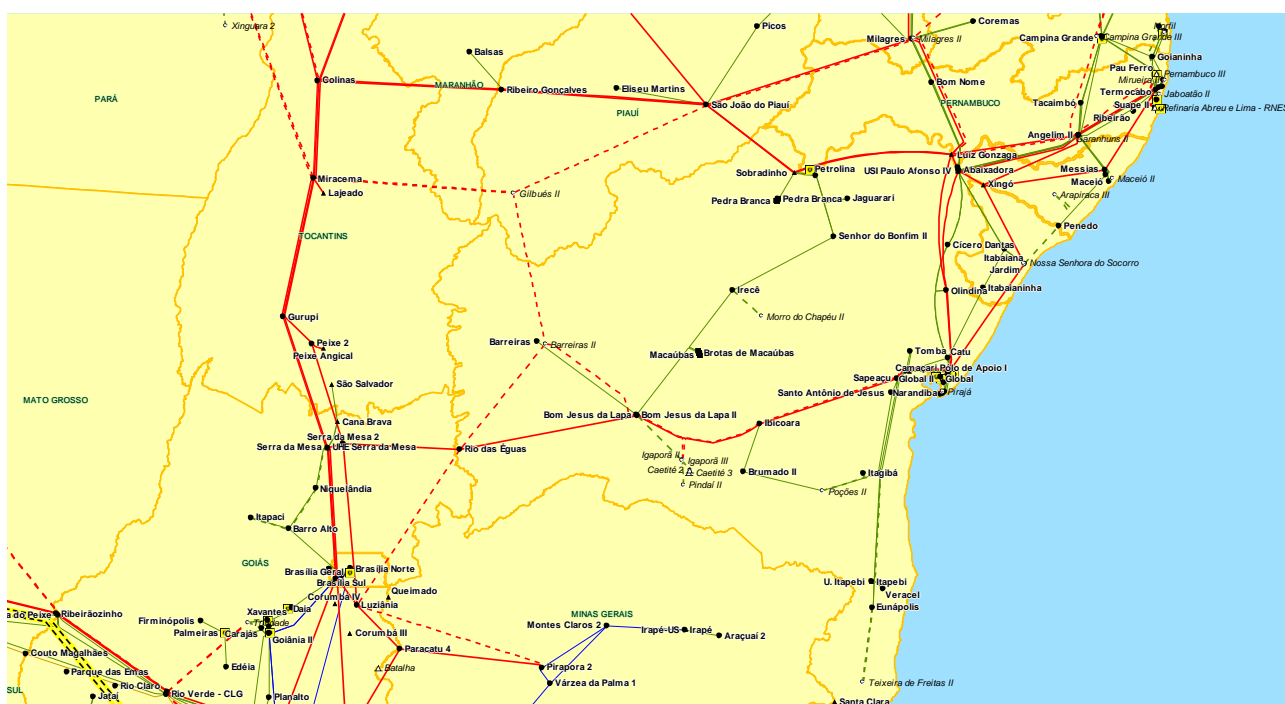 Xinguara 2
Picos
Coremas
Milagres
Milagres II
Campina Grande
Campina Grande III
Norfil
Goianinha
Balsas
Colinas
MARANHÃO
Ribeiro Gonçalves
Eliseu Martins
PIAUÍ
São João do Piauí
Bom Nome
PERNAMBUCO
Pau Ferro
Pernambuco III
Mirueira II
Termocabo
Jaboatão II
Tacaimbó
Suape II
Refinaria Abreu e Lima - RNES
Ribeirão
PARÁ
Angelim II
Garanhuns II
Luiz Gonzaga
Miracema
Lajeado
Gilbués II
Sobradinho
Petrolina
USI Paulo Afonso IV
Abaixadora
Xingó
Messias
Maceió
Maceió II
Arapiraca III
Pedra Branca
Pedra Branca
Jaguarari
Penedo
TOCANTINS
Senhor do Bonfim II
Cícero Dantas
Itabaiana
Jardim
Nossa Senhora do Socorro
Irecê
Olindina
Itabaianinha
Gurupi
Morro do Chapéu II
Peixe 2
Peixe Angical
Barreiras
Barreiras II
Macaúbas
Brotas de Macaúbas
Tomba
Catu
Camaçari
Polo de Apoio I
São Salvador
Sapeaçu
Global II
Global
MATO GROSSO
Santo Antônio de Jesus
Narandiba
Pirajá
Cana Brava
Bom Jesus da Lapa
Bom Jesus da Lapa II
Ibicoara
Serra da Mesa 2
Serra da Mesa
UHE Serra da Mesa
Rio das Éguas
Igaporã II
Igaporã III
Caetité 2
Caetité 3
Pindaí II
Brumado II
Itagibá
Poções II
Niquelândia
Itapaci
Barro Alto
GOIÁS
Brasília Geral
Brasília Norte
Brasília Sul
Queimado
U. Itapebi
Itapebi
Veracel
Corumbá IV
Luziânia
Eunápolis
Daia
Xavantes
MINAS GERAIS
a do Peixe
Ribeirãozinho
Firminópolis
Palmeiras
Carajás
Goiânia II
Corumbá III
Montes Claros 2
Irapé-US
Irapé
Araçuaí 2
Couto Magalhães
Paracatu 4
Edéia
Batalha
Pirapora 2
Parque das Emas
Várzea da Palma 1
Teixeira de Freitas II
SUL
Rio Claro
Jataí
Rio Verde - CLG
Planalto
Santa Clara